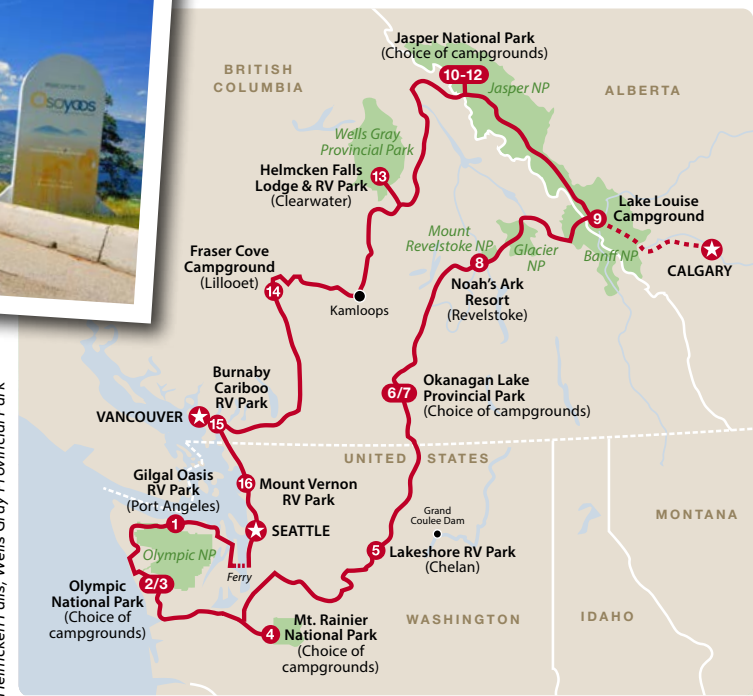 Welcome to
Osoyoos
Helmcken Falls, Wells Gray Provincial Park
BRITISH
COLUMBIA
Jasper National Park
(Choice of campgrounds)
10-12
Jasper NP
ALBERTA
Wells Gray
Provincial Park
Helmcken Falls
Lodge & RV Park
(Clearwater)
13
Lake Louise
Campground
9
Banff NP
CALGARY
Mount
Revelstoke NP
Glacier
NP
8
Noah's Ark
Resort
(Revelstoke)
Fraser Cove
Campground
(Lillooet)
14
Kamloops
Burnaby
Cariboo
RV Park
VANCOUVER
15
6/7
Okanagan Lake
Provincial Park
(Choice of campgrounds)
UNITED STATES
Gilgal Oasis
RV Park
(Port Angeles)
1
16
Mount Vernon
RV Park
SEATTLE
Grand
Coulee Dam
MONTANA
Olympic NP
Ferry
5
Lakeshore RV Park
(Chelan)
Olympic
National Park
(Choice of
campgrounds)
2/3
4
Mt. Rainier
National Park
(Choice of
campgrounds)
WASHINGTON
IDAHO